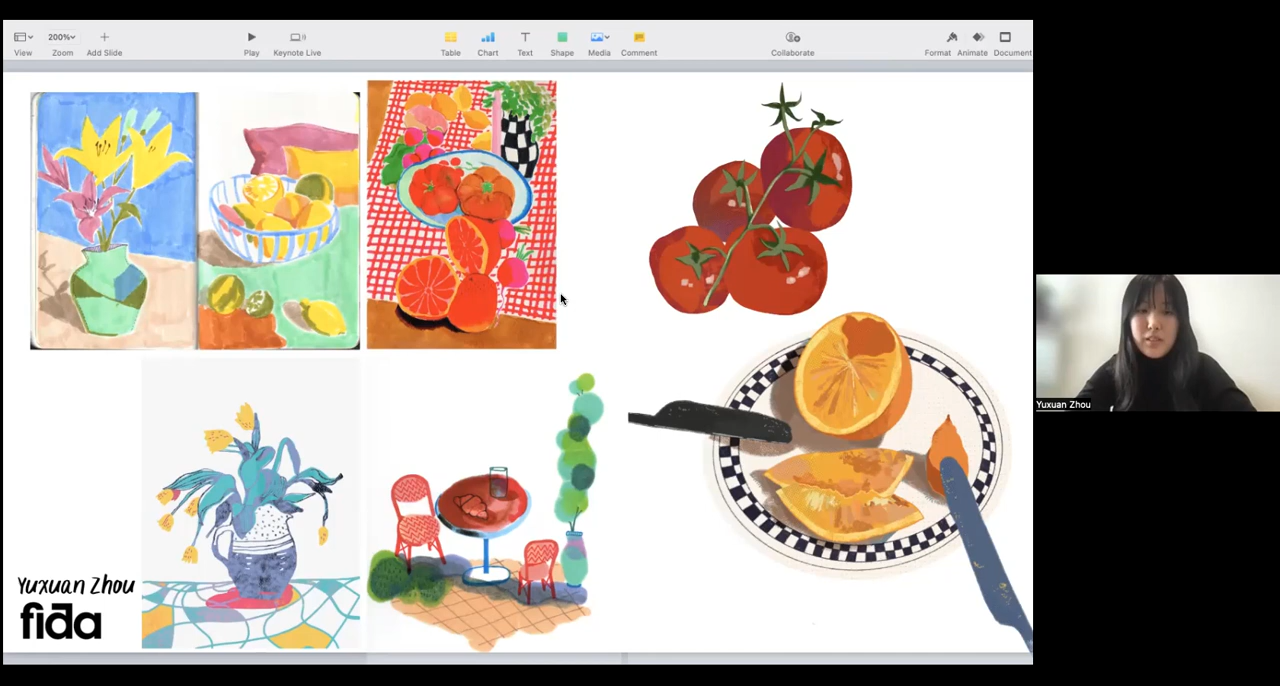 200%
View
Zoom
Add Slide
Play
Keynote Live
Table
Chart
Text
Shape
Media
Comment
Collaborate
Format
Animate
Document
Yuxuan Zhou
fida
Yuxuan Zhou